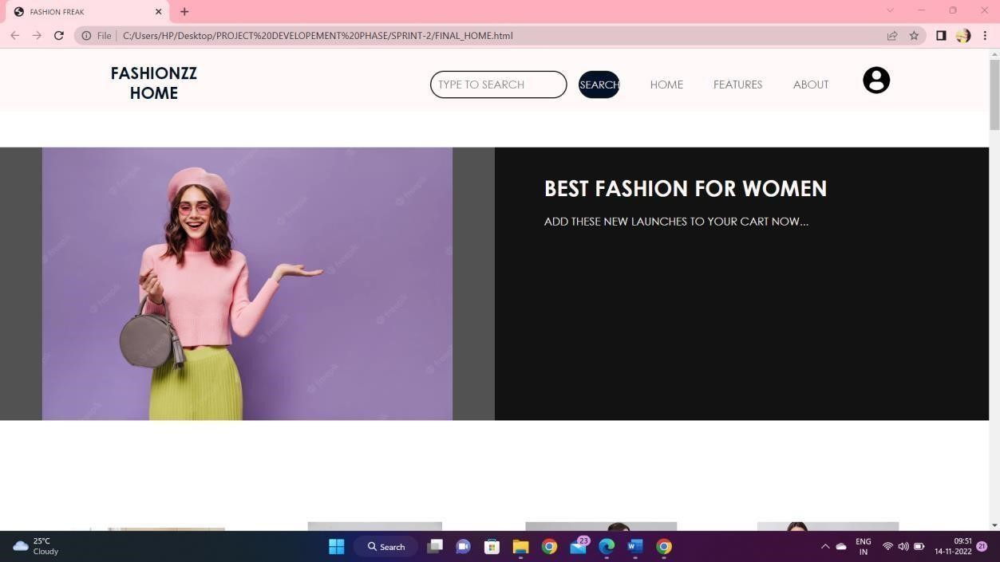 FASHION FREAK
File C:/Users/HP/Desktop/PROJECT%20DEVELOPEMENT%20PHASE/SPRINT-2/FINAL_HOME.html
FASHIONZZ
HOME
TYPE TO SEARCH
SEARCH
HOME
FEATURES
ABOUT
BEST FASHION FOR WOMEN
ADD THESE NEW LAUNCHES TO YOUR CART NOW...
freepik
25°C
Cloudy
Search
23
ENG
IN
09:51
14-11-2022
21